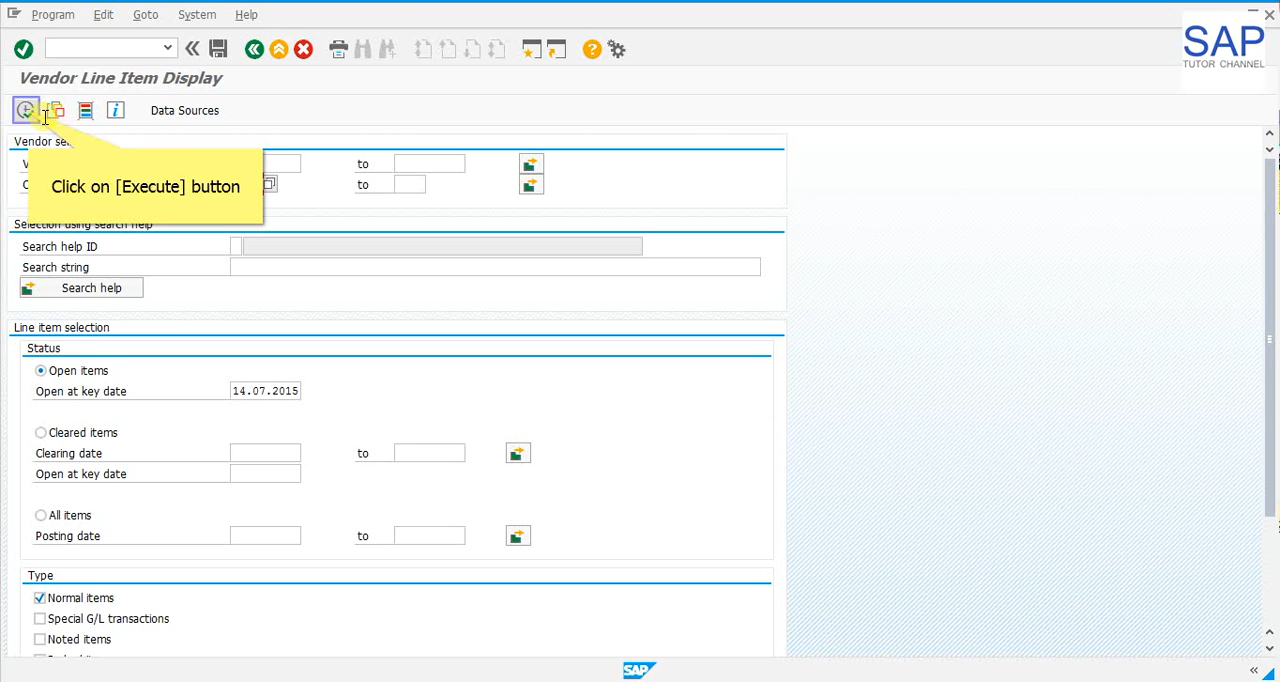 Program Edit Goto System Help
SAP
TUTOR CHANNEL
Vendor Line Item Display
Data Sources
Vendor se
to
to
Click on [Execute] button
Selection using search help
Search help ID
Search string
Search help
Line item selection
Status
Open items
Open at key date 14.07.2015
Cleared items
Clearing date to
Open at key date
All items
Posting date to
Type
Normal items
Special G/L transactions
Noted items
SAP